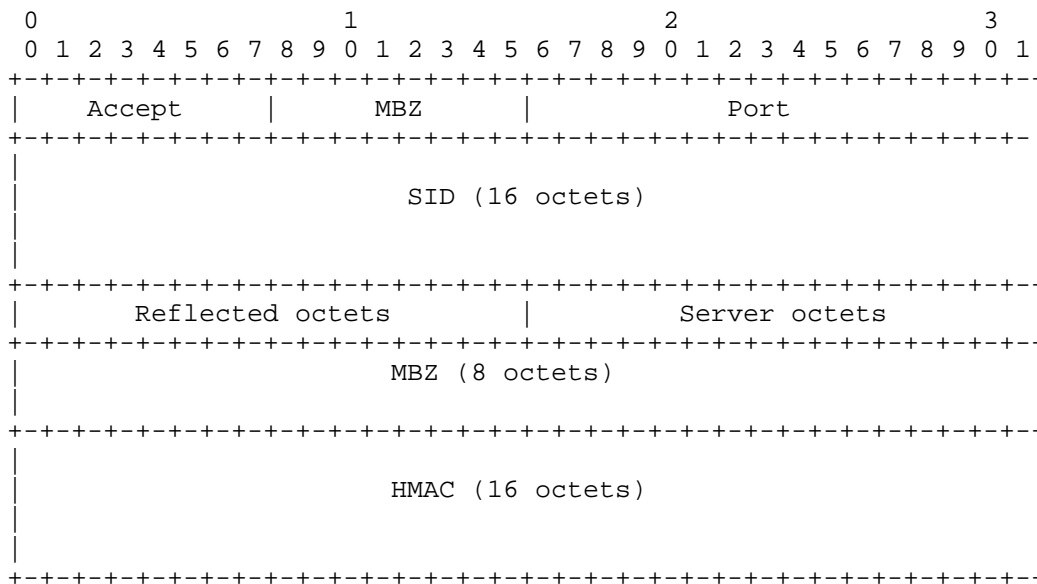 0                   1                   2                   3
0 1 2 3 4 5 6 7 8 9 0 1 2 3 4 5 6 7 8 9 0 1 2 3 4 5 6 7 8 9 0 1
+-+-+-+-+-+-+-+-+-+-+-+-+-+-+-+-+-+-+-+-+-+-+-+-+-+-+-+-+-+-+-+-+-
| Accept | MBZ | Port
+-+-+-+-+-+-+-+-+-+-+-+-+-+-+-+-+-+-+-+-+-+-+-+-+-+-+-+-+-+-+-+-
|
| SID (16 octets)
|
|
+-+-+-+-+-+-+-+-+-+-+-+-+-+-+-+-+-+-+-+-+-+-+-+-+-+-+-+-+-+-+-+-+-
| Reflected octets | Server octets
+-+-+-+-+-+-+-+-+-+-+-+-+-+-+-+-+-+-+-+-+-+-+-+-+-+-+-+-+-+-+-+-+-
| MBZ (8 octets)
|
+-+-+-+-+-+-+-+-+-+-+-+-+-+-+-+-+-+-+-+-+-+-+-+-+-+-+-+-+-+-+-+-+-
|
| HMAC (16 octets)
|
|
+-+-+-+-+-+-+-+-+-+-+-+-+-+-+-+-+-+-+-+-+-+-+-+-+-+-+-+-+-+-+-+-+-